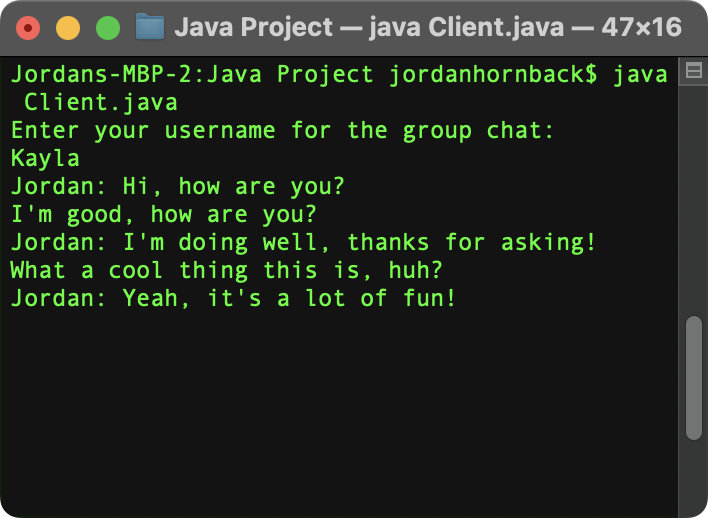 Java Project — java Client.java — 47×16
Jordans-MBP-2:Java Project jordanhornback$ java
 Client.java
Enter your username for the group chat:
Kayla
Jordan: Hi, how are you?
I'm good, how are you?
Jordan: I'm doing well, thanks for asking!
What a cool thing this is, huh?
Jordan: Yeah, it's a lot of fun!